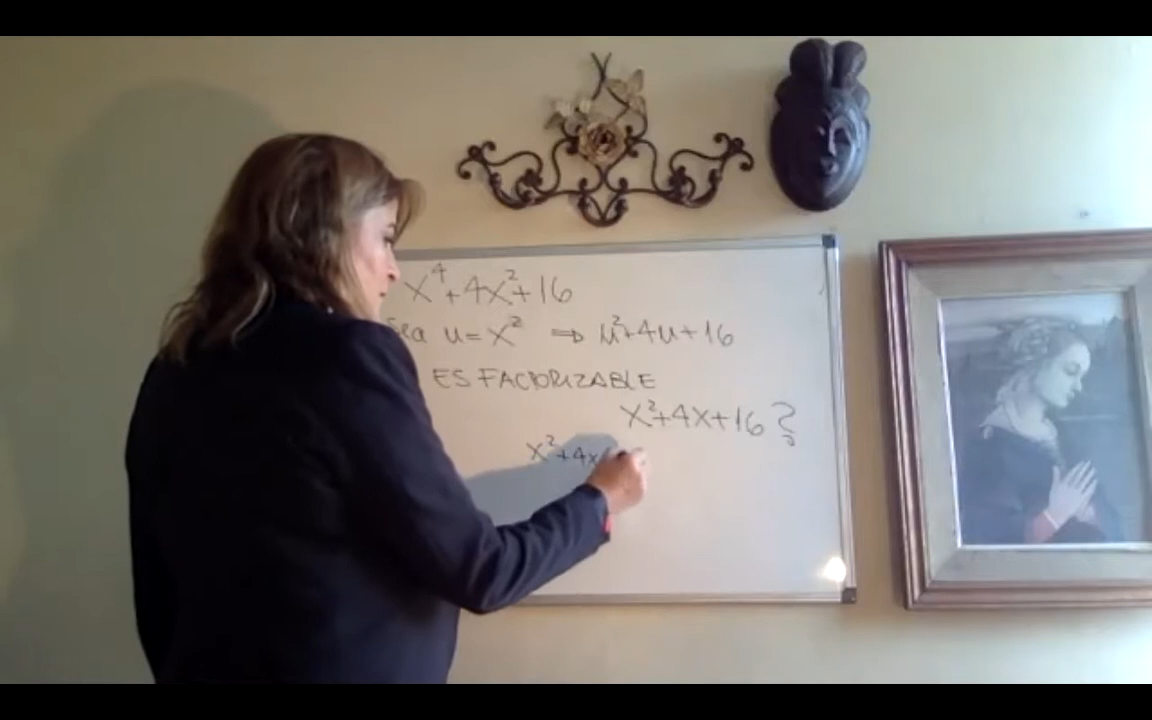 x⁴+4x²+16
Sea u=x² ⇒ u²+4u+16
ES FACTORIZABLE
x²+4x+16?
x²+4x